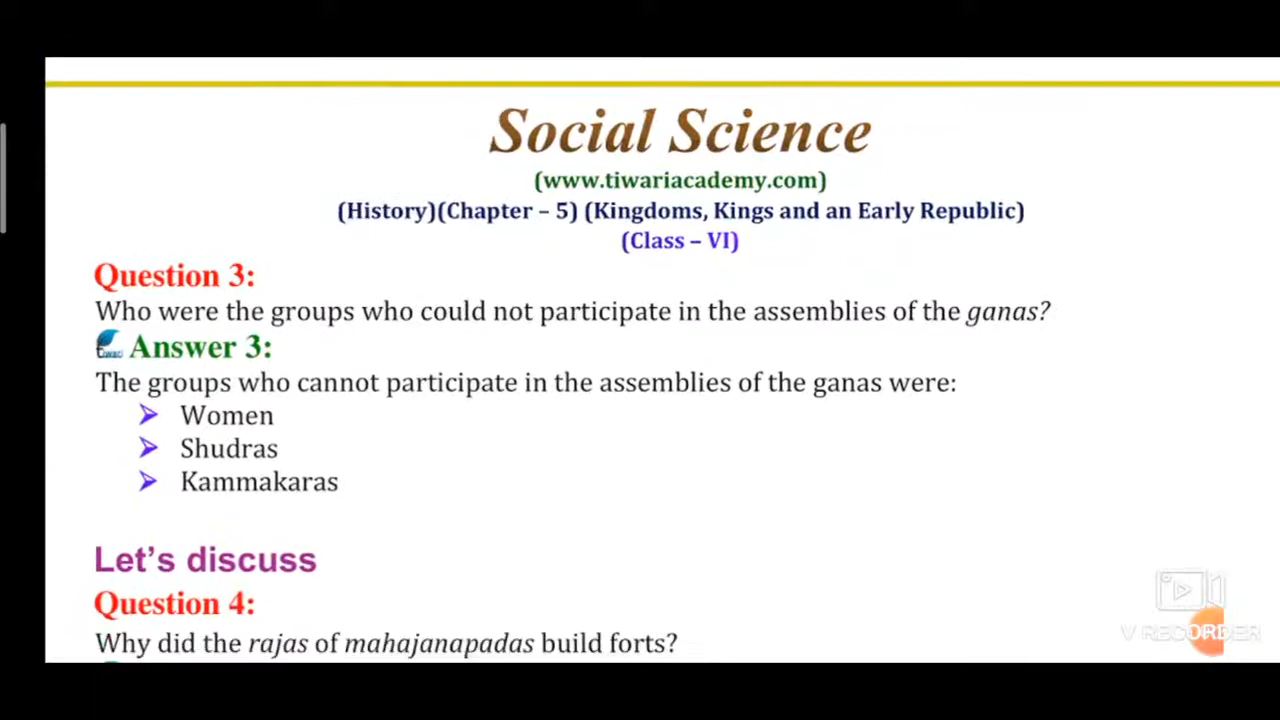 Social Science
(www.tiwariacademy.com)
(History)(Chapter – 5) (Kingdoms, Kings and an Early Republic)
(Class – VI)
Question 3:
Who were the groups who could not participate in the assemblies of the ganas?
Answer 3:
The groups who cannot participate in the assemblies of the ganas were:
Women
Shudras
Kammakaras
Let's discuss
Question 4:
Why did the rajas of mahajanapadas build forts?
V RECORDER